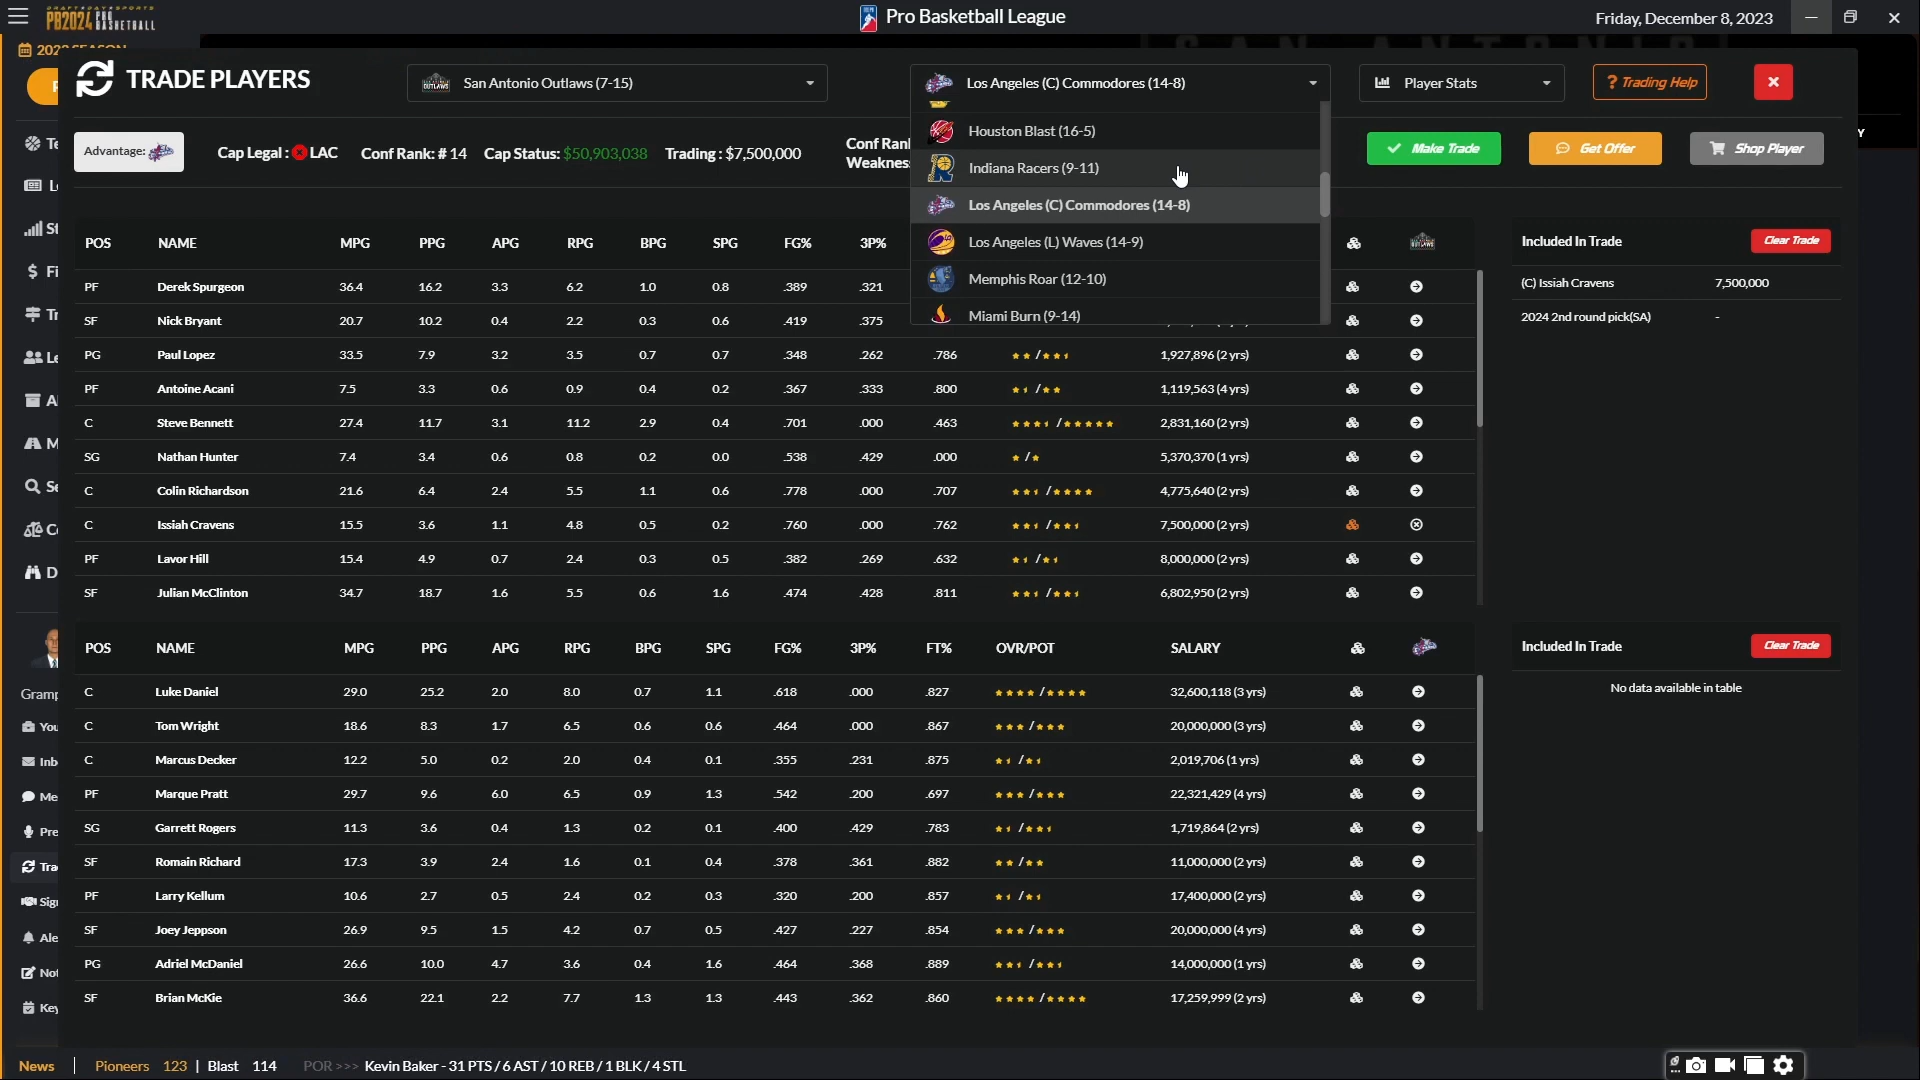 DRAFT DAY SPORTS
PB2024 PRO BASKETBALL
Pro Basketball League
Friday, December 8, 2023
TRADE PLAYERS
San Antonio Outlaws (7-15)
Los Angeles (C) Commodores (14-8)
Player Stats
? Trading Help
Houston Blast (16-5)
Indiana Racers (9-11)
Los Angeles (C) Commodores (14-8)
Los Angeles (L) Waves (14-9)
Memphis Roar (12-10)
Miami Burn (9-14)
Advantage:
Cap Legal : LAC
Conf Rank: # 14
Cap Status: $50,903,038
Trading : $7,500,000
Conf Ran
Weaknes
Make Trade
Get Offer
Shop Player
POS NAME MPG PPG APG RPG BPG SPG FG% 3P%
PF Derek Spurgeon 36.4 16.2 3.3 6.2 1.0 0.8 .389 .321
SF Nick Bryant 20.7 10.2 0.4 2.2 0.3 0.6 .419 .375
PG Paul Lopez 33.5 7.9 3.2 3.5 0.7 0.7 .348 .262 .786 / 1,927,896 (2 yrs)
PF Antoine Acani 7.5 3.3 0.6 0.9 0.4 0.2 .367 .333 .800 / 1,119,563 (4 yrs)
C Steve Bennett 27.4 11.7 3.1 11.2 2.9 0.4 .701 .000 .463 / 2,831,160 (2 yrs)
SG Nathan Hunter 7.4 3.4 0.6 0.8 0.2 0.0 .538 .429 .000 / 5,370,370 (1 yrs)
C Colin Richardson 21.6 6.4 2.4 5.5 1.1 0.6 .778 .000 .707 / 4,775,640 (2 yrs)
C Issiah Cravens 15.5 3.6 1.1 4.8 0.5 0.2 .760 .000 .762 / 7,500,000 (2 yrs)
PF Lavor Hill 15.4 4.9 0.7 2.4 0.3 0.5 .382 .269 .632 / 8,000,000 (2 yrs)
SF Julian McClinton 34.7 18.7 1.6 5.5 0.6 1.6 .474 .428 .811 / 6,802,950 (2 yrs)
Included In Trade
Clear Trade
(C) Issiah Cravens 7,500,000
2024 2nd round pick(SA) -
POS NAME MPG PPG APG RPG BPG SPG FG% 3P% FT% OVR/POT SALARY
C Luke Daniel 29.0 25.2 2.0 8.0 0.7 1.1 .618 .000 .827 / 32,600,118 (3 yrs)
C Tom Wright 18.6 8.3 1.7 6.5 0.6 0.6 .464 .000 .867 / 20,000,000 (3 yrs)
C Marcus Decker 12.2 5.0 0.2 2.0 0.4 0.1 .355 .231 .875 / 2,019,706 (1 yrs)
PF Marque Pratt 29.7 9.6 6.0 6.5 0.9 1.3 .542 .200 .697 / 22,321,429 (4 yrs)
SG Garrett Rogers 11.3 3.6 0.4 1.3 0.2 0.1 .400 .429 .783 / 1,719,864 (2 yrs)
SF Romain Richard 17.3 3.9 2.4 1.6 0.1 0.4 .378 .361 .882 / 11,000,000 (2 yrs)
PF Larry Kellum 10.6 2.7 0.5 2.4 0.2 0.3 .320 .200 .857 / 17,400,000 (2 yrs)
SF Joey Jeppson 26.9 9.5 1.5 4.2 0.7 0.5 .427 .227 .854 / 20,000,000 (4 yrs)
PG Adriel McDaniel 26.6 10.0 4.7 3.6 0.4 1.6 .464 .368 .889 / 14,000,000 (1 yrs)
SF Brian McKie 36.6 22.1 2.2 7.7 1.3 1.3 .443 .362 .860 / 17,259,999 (2 yrs)
Included In Trade
Clear Trade
No data available in table
News | Pioneers 123 | Blast 114 POR >>> Kevin Baker - 31 PTS / 6 AST / 10 REB / 1 BLK / 4 STL